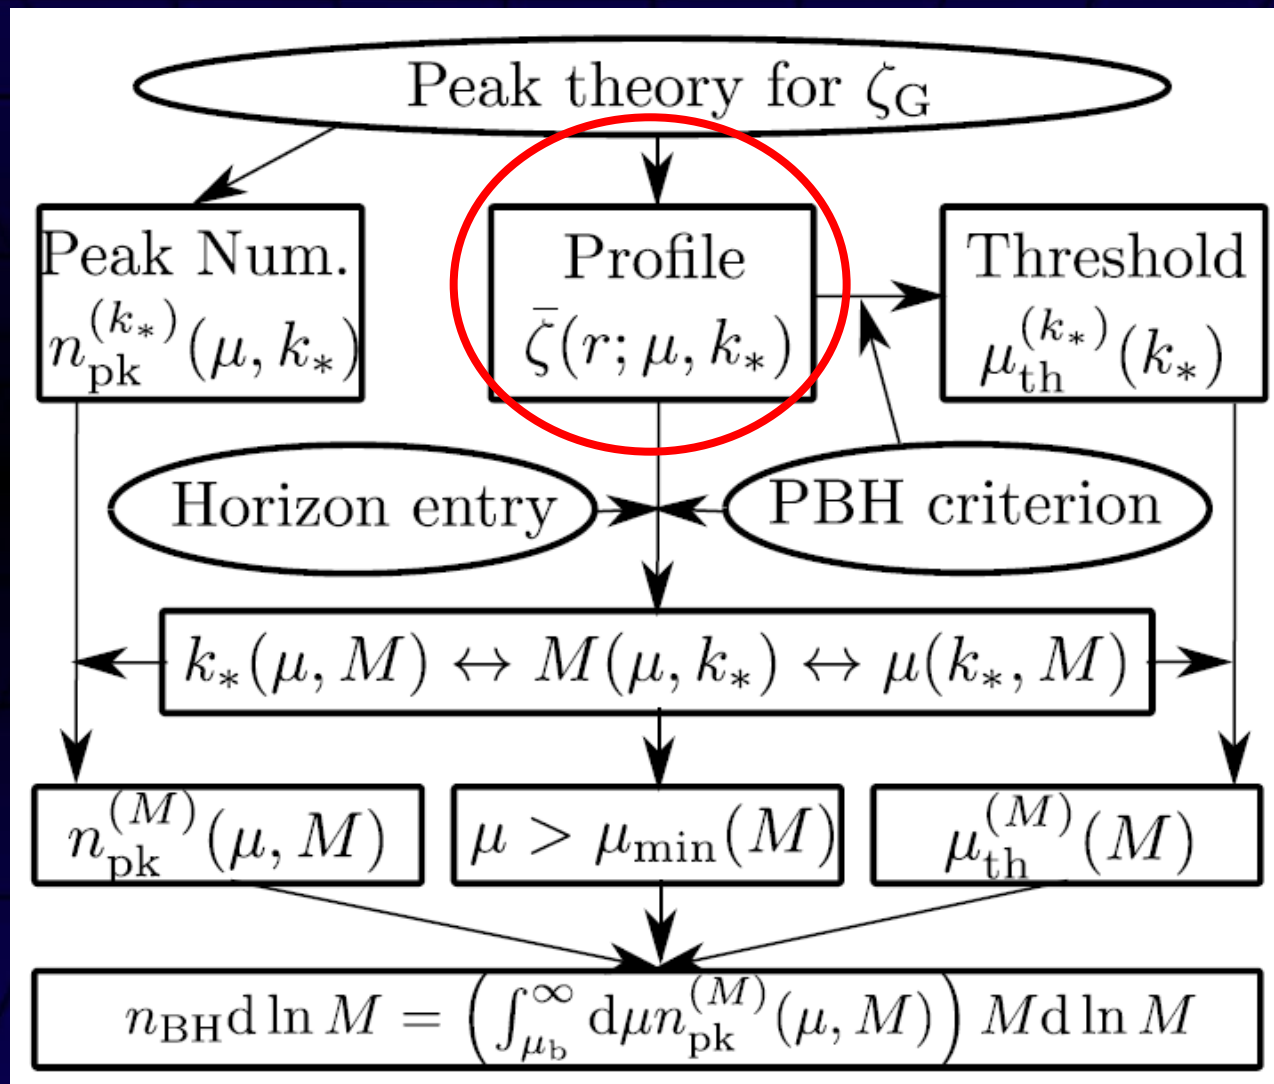 Peak theory for ζ_G
Peak Num.
n_pk^(k_*)(μ, k_*)
Profile
ζ̄(r; μ, k_*)
Threshold
μ_th^(k_*)(k_*)
Horizon entry
PBH criterion
k_*(μ, M) ↔ M(μ, k_*) ↔ μ(k_*, M)
n_pk^(M)(μ, M)
μ > μ_min(M)
μ_th^(M)(M)
n_BH d ln M = (∫_{μ_b}^∞ dμ n_pk^(M)(μ, M)) M d ln M